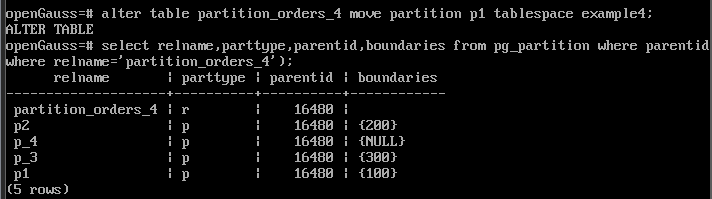 openGauss=# alter table partition_orders_4 move partition p1 tablespace example4;
ALTER TABLE
openGauss=# select relname,parttype,parentid,boundaries from pg_partition where parentid
where relname='partition_orders_4');
      relname       | parttype | parentid | boundaries
--------------------+----------+----------+------------
 partition_orders_4 | r        |    16480 |
 p2                 | p        |    16480 | {200}
 p_4                | p        |    16480 | {NULL}
 p_3                | p        |    16480 | {300}
 p1                 | p        |    16480 | {100}
(5 rows)